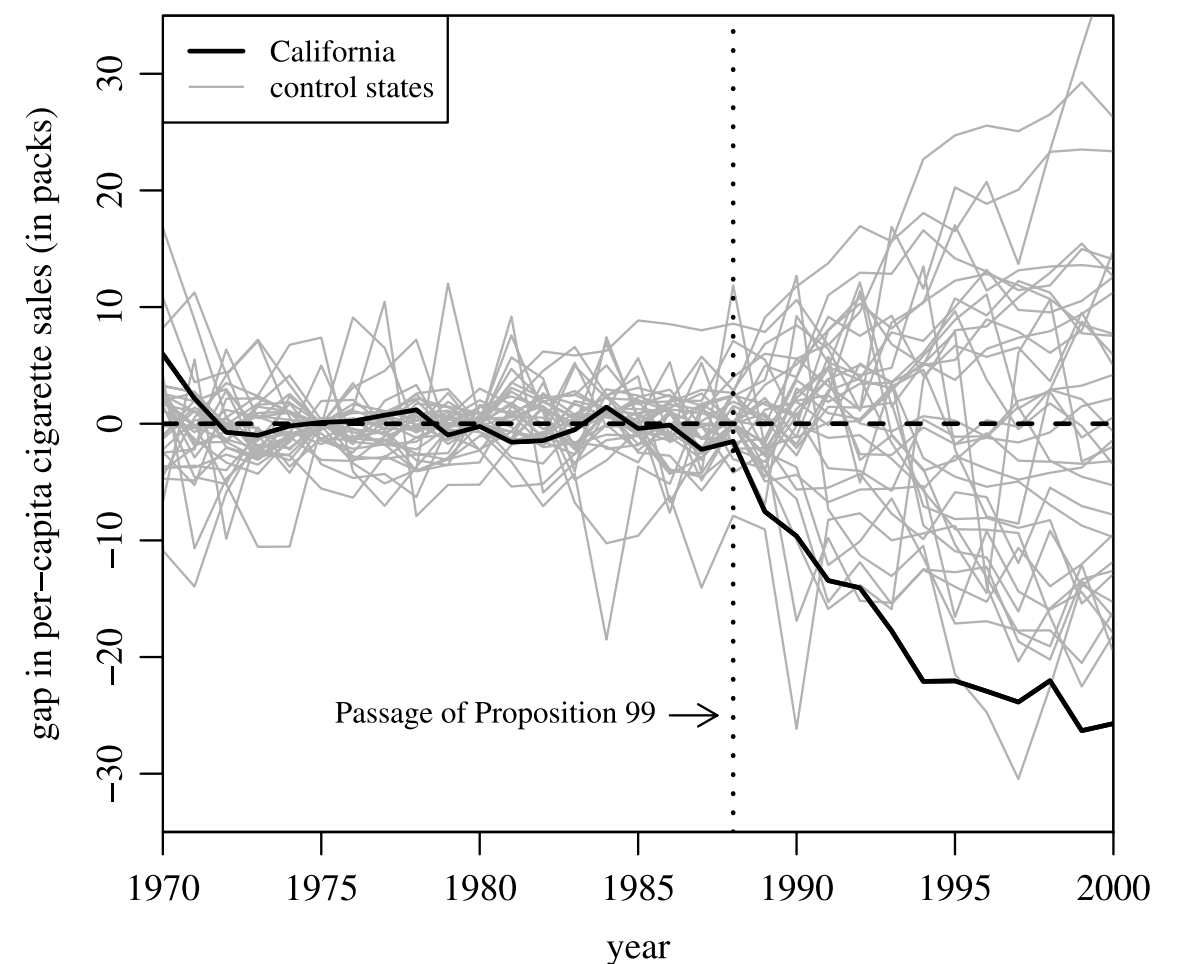 California
control states
gap in per−capita cigarette sales (in packs)
30
20
10
0
−10
−20
−30
Passage of Proposition 99
1970 1975 1980 1985 1990 1995 2000
year